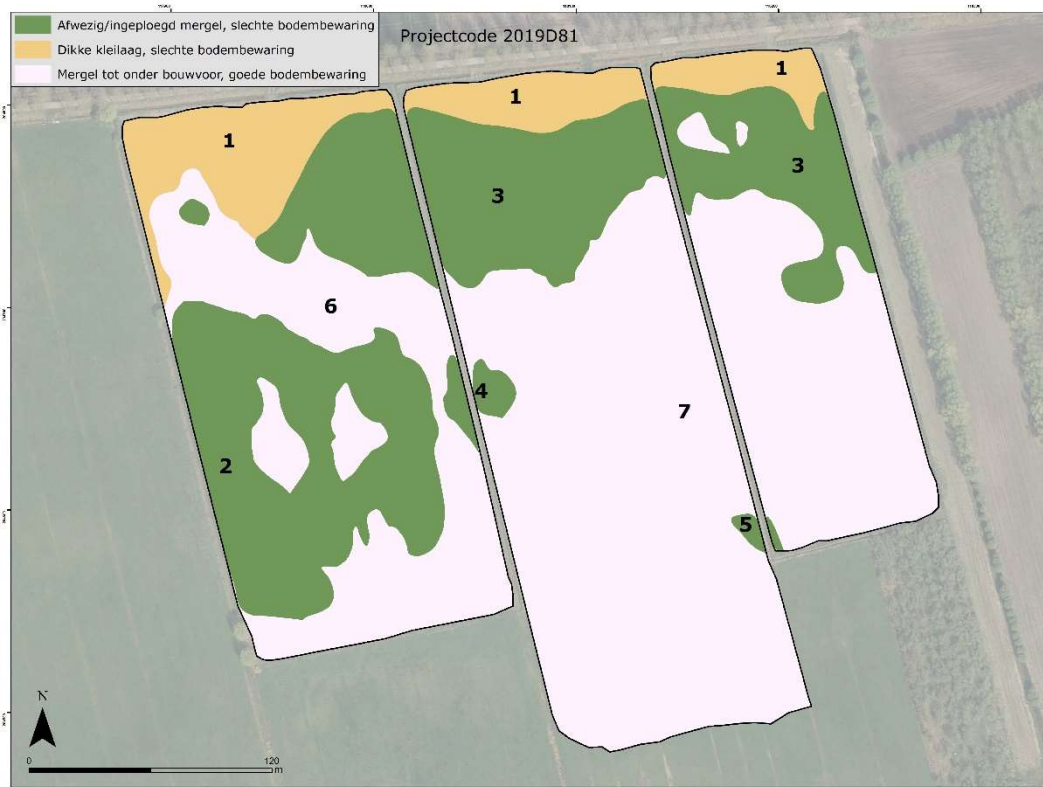 Afwezig/ingeploegd mergel, slechte bodembewaring
Dikke kleilaag, slechte bodembewaring
Mergel tot onder bouwvoor, goede bodembewaring
Projectcode 2019D81
1
1
1
3
3
6
4
7
2
5
N
0
120
m